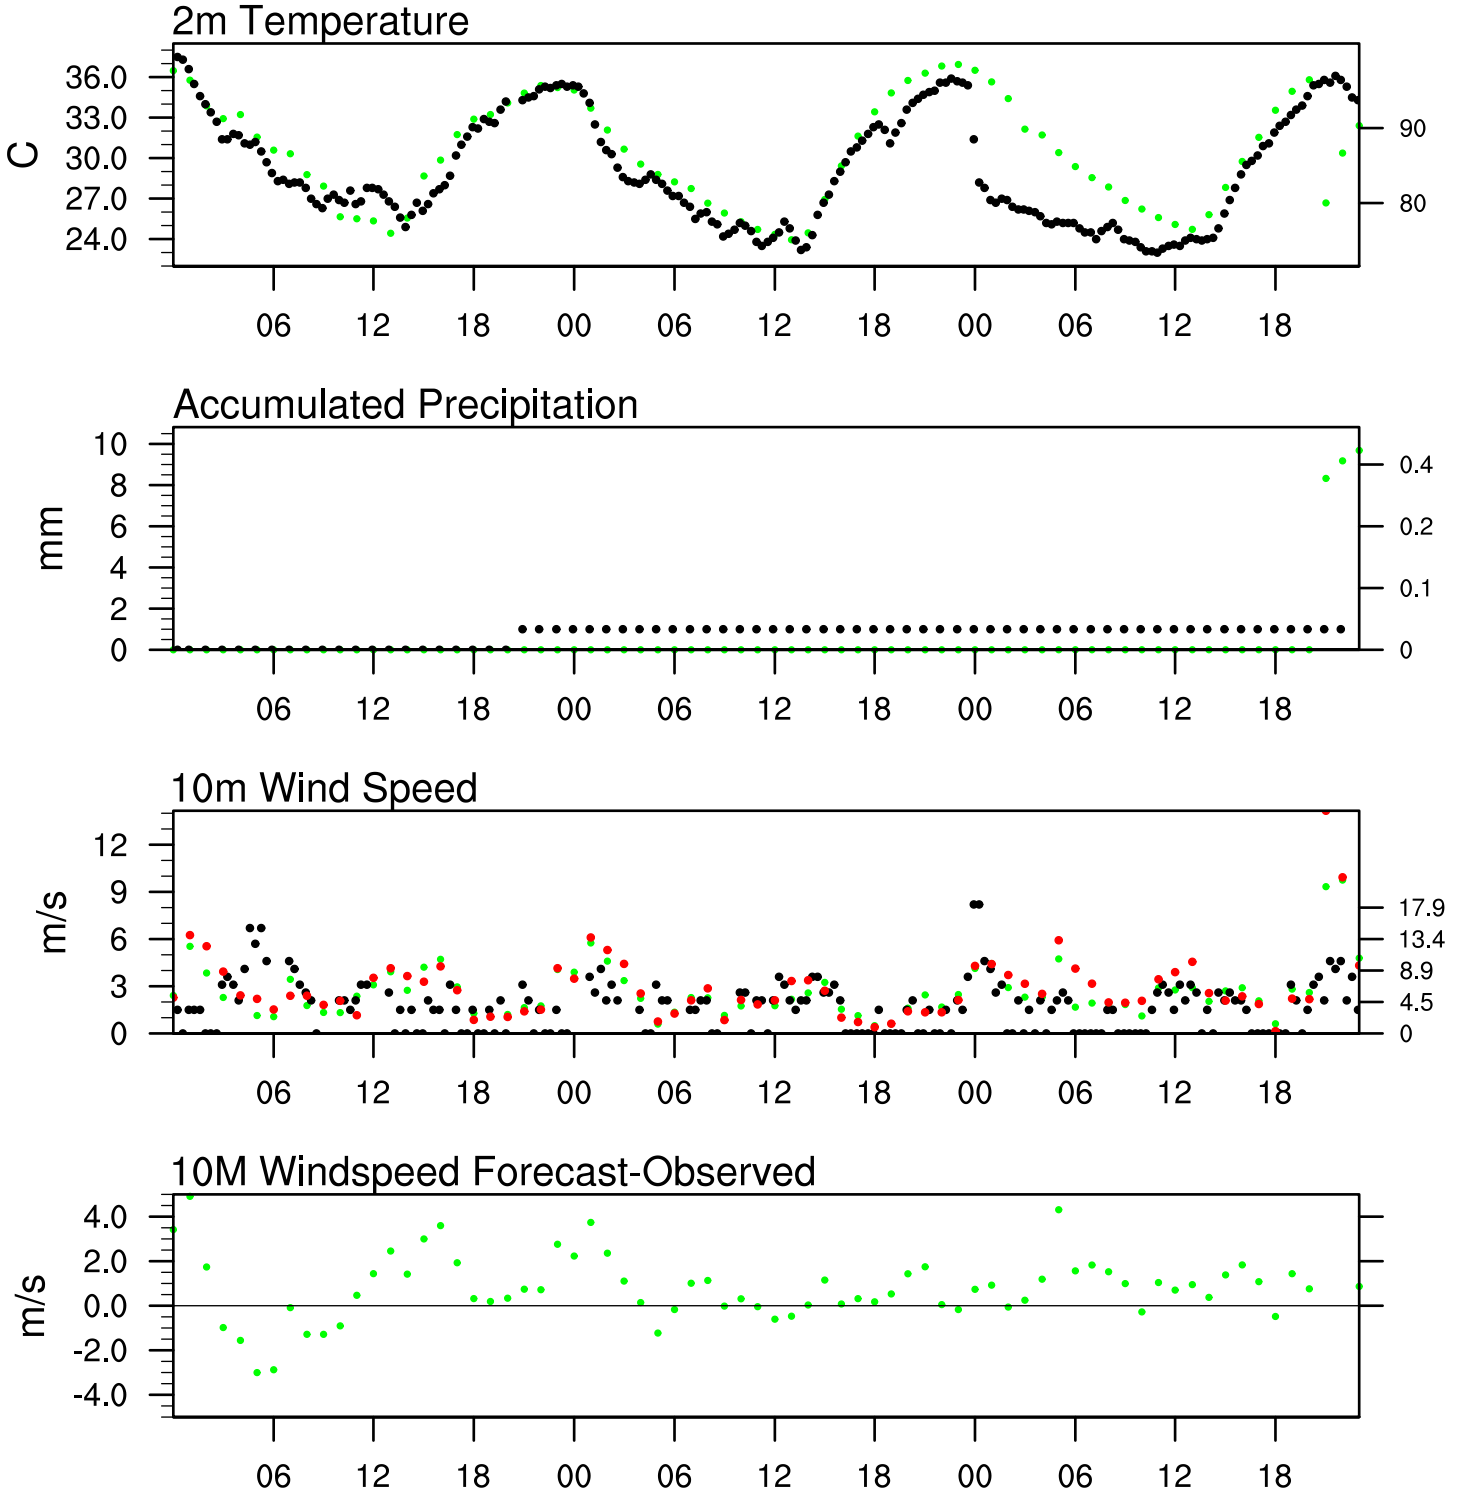 2m Temperature
36.0
33.0
30.0
27.0
24.0
C
90
80
06 12 18 00 06 12 18 00 06 12 18
Accumulated Precipitation
10
8
6
4
2
0
mm
0.4
0.2
0.1
0
06 12 18 00 06 12 18 00 06 12 18
10m Wind Speed
12
9
6
3
0
m/s
17.9
13.4
8.9
4.5
0
06 12 18 00 06 12 18 00 06 12 18
10M Windspeed Forecast-Observed
4.0
2.0
0.0
-2.0
-4.0
m/s
06 12 18 00 06 12 18 00 06 12 18